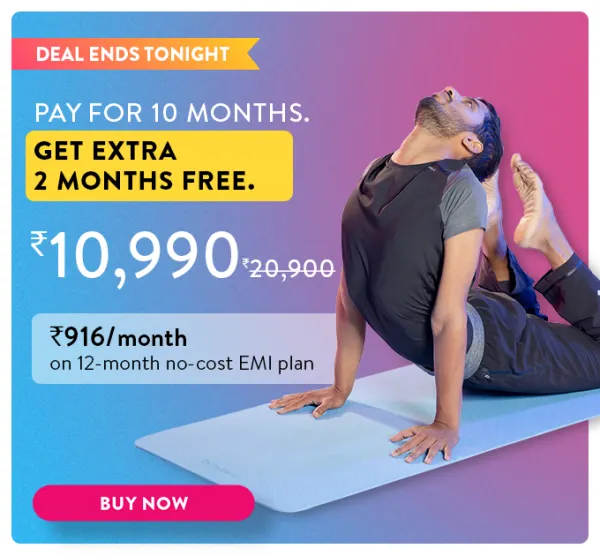 DEAL ENDS TONIGHT
PAY FOR 10 MONTHS.
GET EXTRA
2 MONTHS FREE.
₹10,990 ₹20,900
₹916/month
on 12-month no-cost EMI plan
BUY NOW